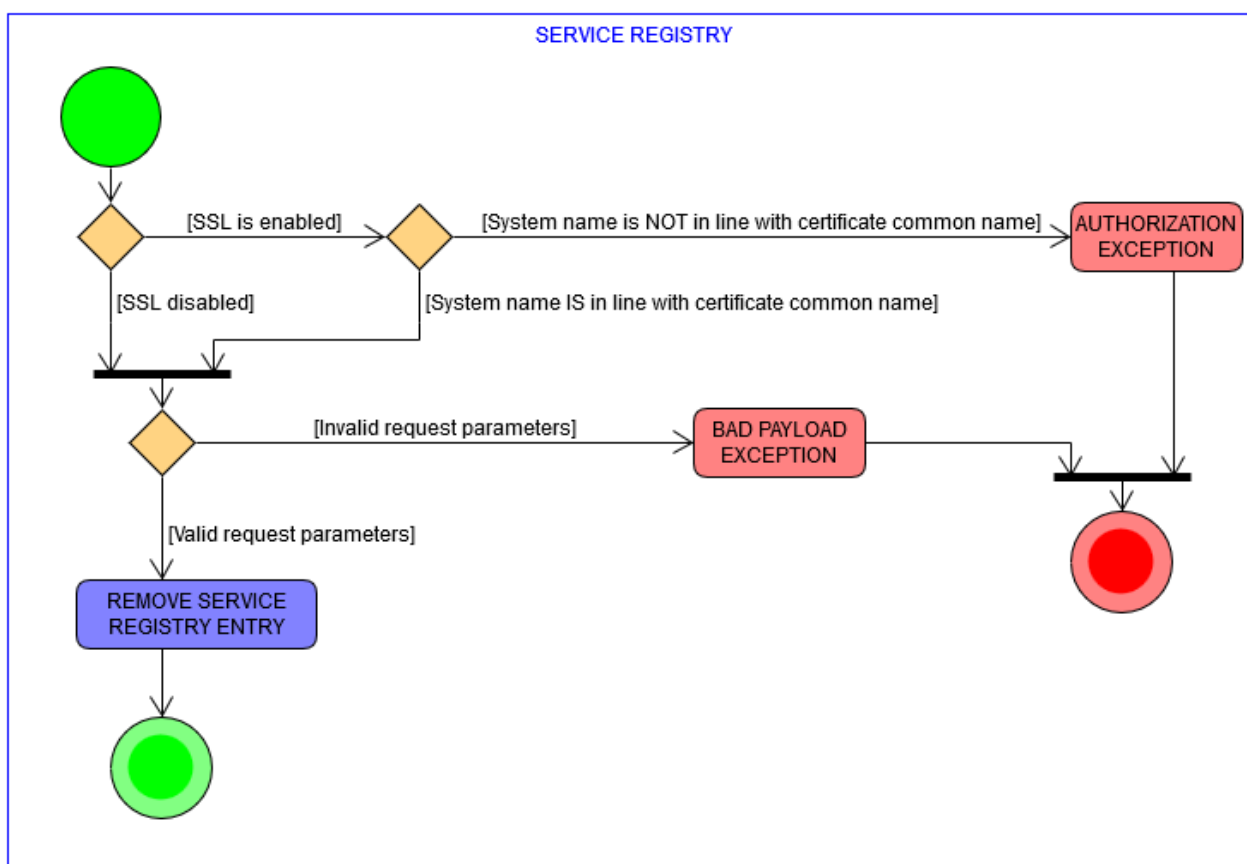 SERVICE REGISTRY
[SSL is enabled]
[System name is NOT in line with certificate common name]
AUTHORIZATION
EXCEPTION
[SSL disabled]
[System name IS in line with certificate common name]
[Invalid request parameters]
BAD PAYLOAD
EXCEPTION
[Valid request parameters]
REMOVE SERVICE
REGISTRY ENTRY